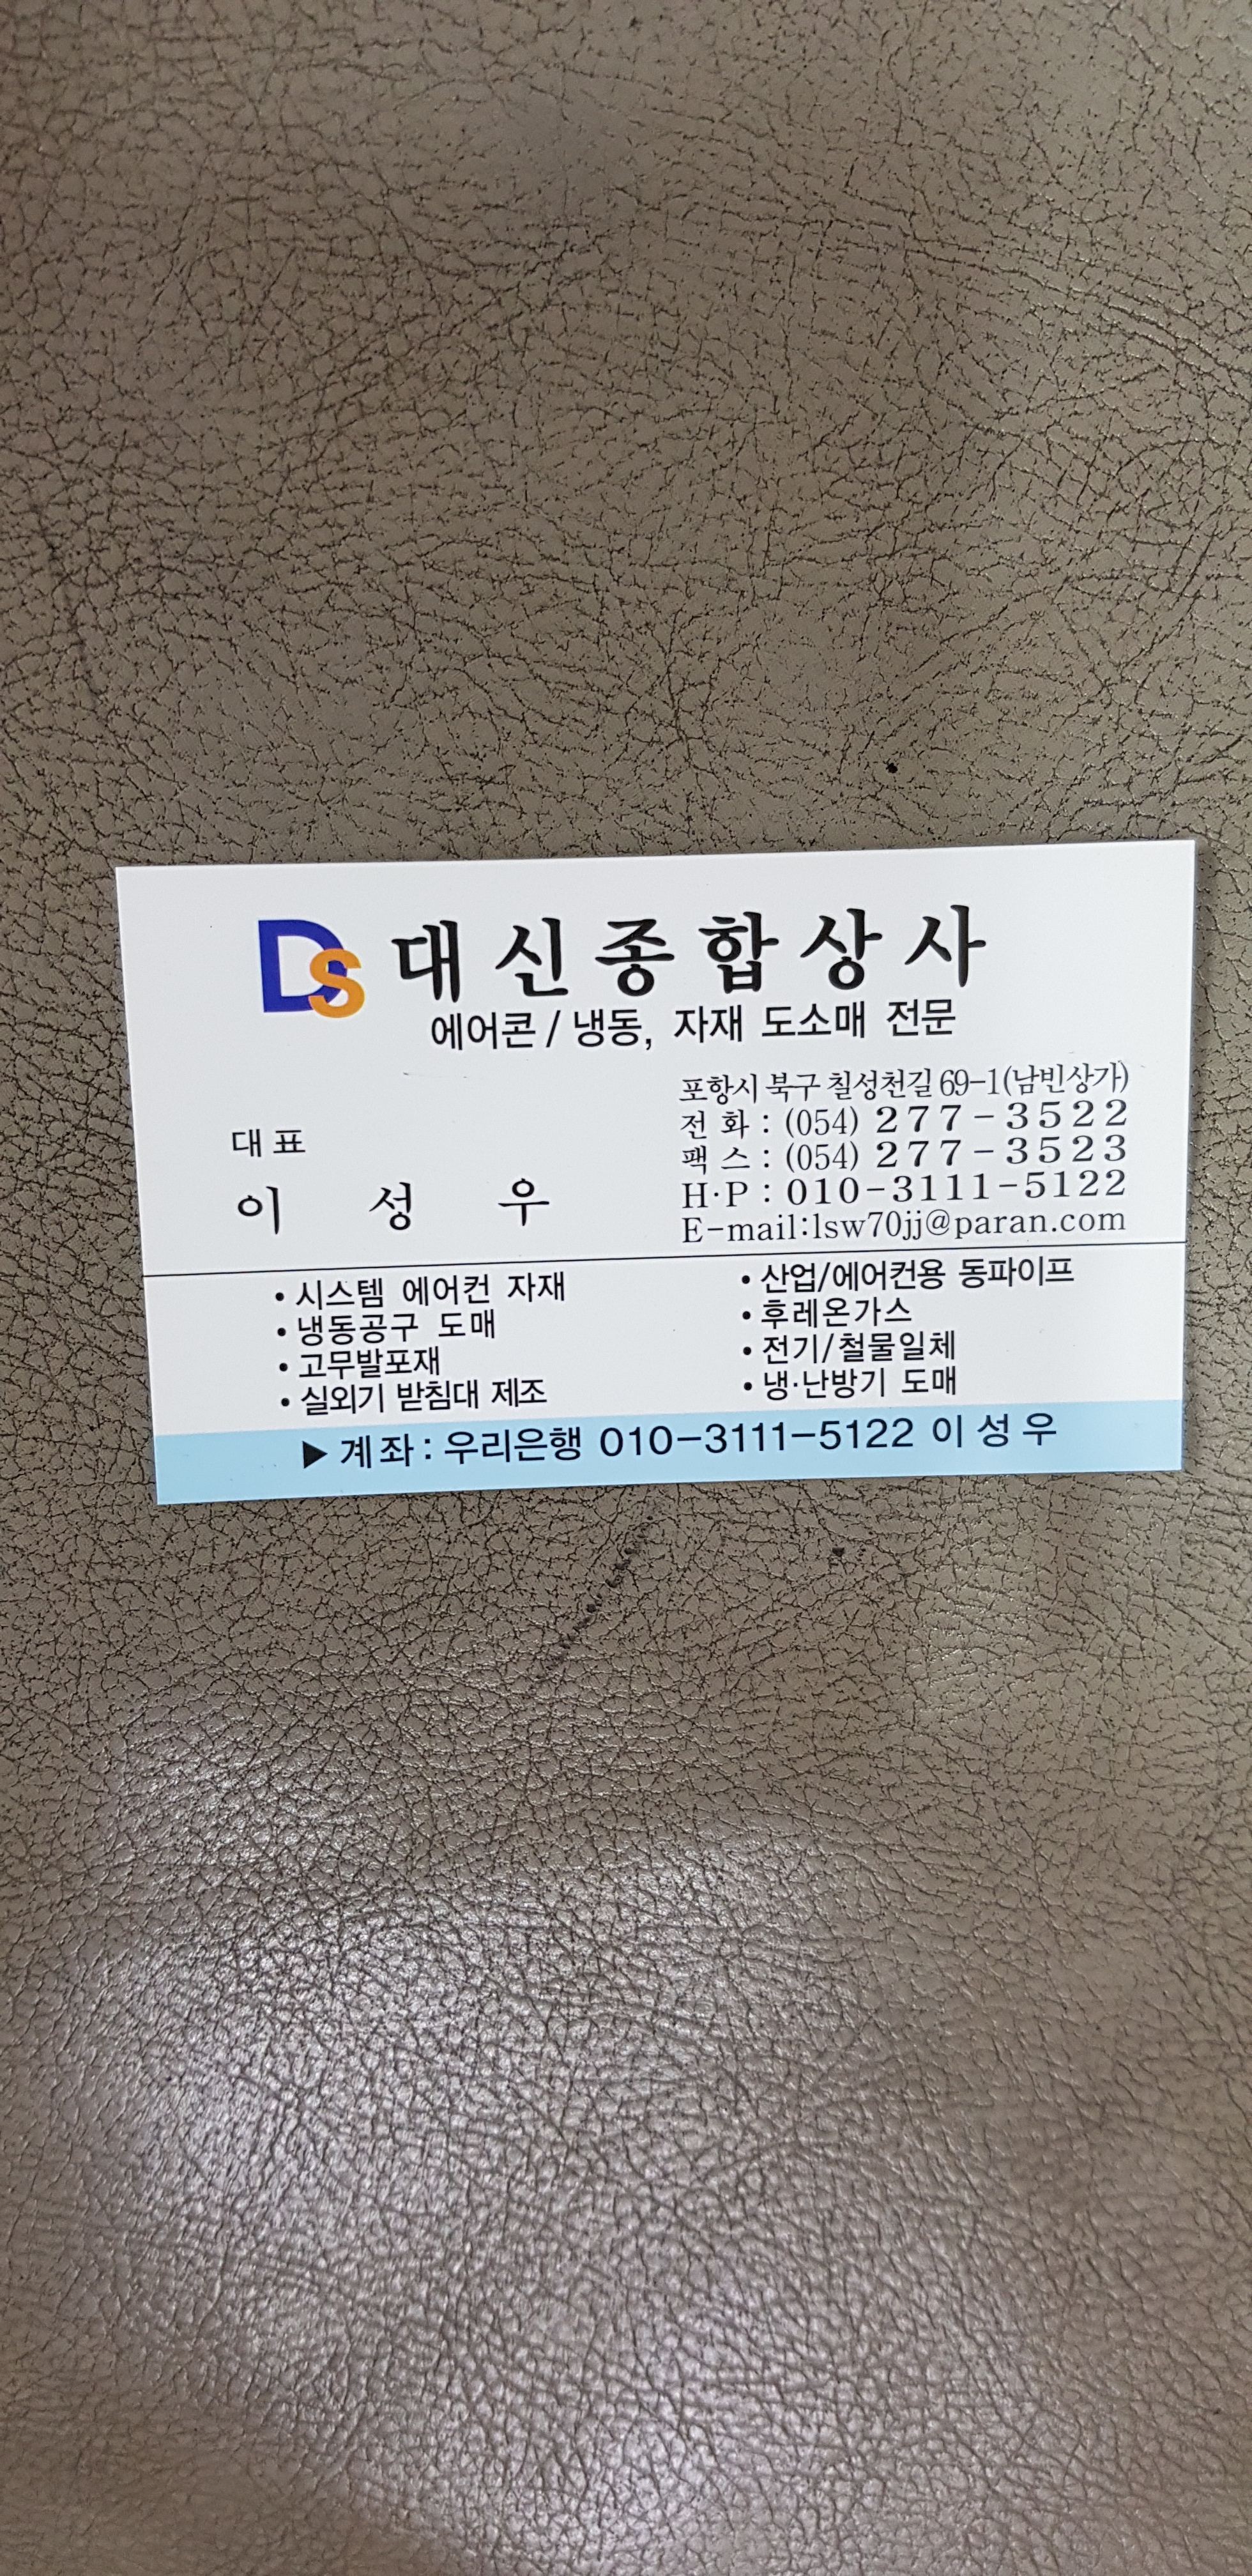 DS 대신종합상사
에어콘 / 냉동, 자재 도소매 전문
포항시 북구 칠성천길 69-1(남빈상가)
전 화 : (054) 277-3522
팩 스 : (054) 277-3523
H·P : 010-3111-5122
E-mail:lsw70jj@paran.com
대표
이 성 우
• 시스템 에어컨 자재
• 냉동공구 도매
• 고무발포재
• 실외기 받침대 제조
• 산업/에어컨용 동파이프
• 후레온가스
• 전기/철물일체
• 냉·난방기 도매
▶ 계좌 : 우리은행 010-3111-5122 이 성 우